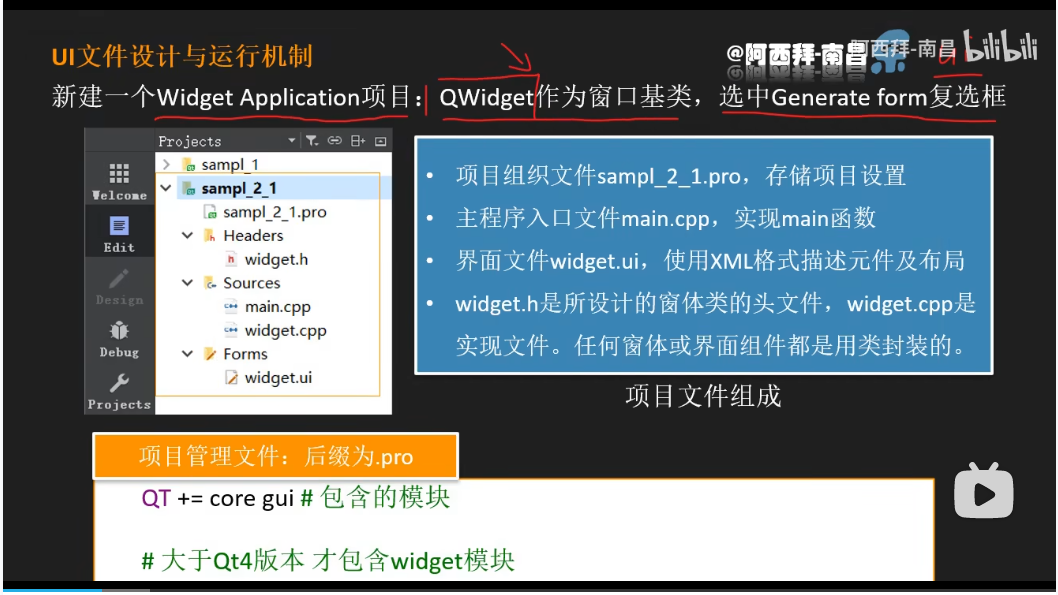 UI文件设计与运行机制
@阿西拜-南昌
阿西拜-南昌 bilibili
新建一个Widget Application项目：QWidget作为窗口基类，选中Generate form复选框
Projects
sampl_1
sampl_2_1
sampl_2_1.pro
Headers
widget.h
Sources
main.cpp
widget.cpp
Forms
widget.ui
Welcome
Edit
Design
Debug
Projects
• 项目组织文件sampl_2_1.pro，存储项目设置
• 主程序入口文件main.cpp，实现main函数
• 界面文件widget.ui，使用XML格式描述元件及布局
• widget.h是所设计的窗体类的头文件，widget.cpp是
实现文件。任何窗体或界面组件都是用类封装的。
项目文件组成
项目管理文件：后缀为.pro
QT += core gui # 包含的模块
# 大于Qt4版本 才包含widget模块